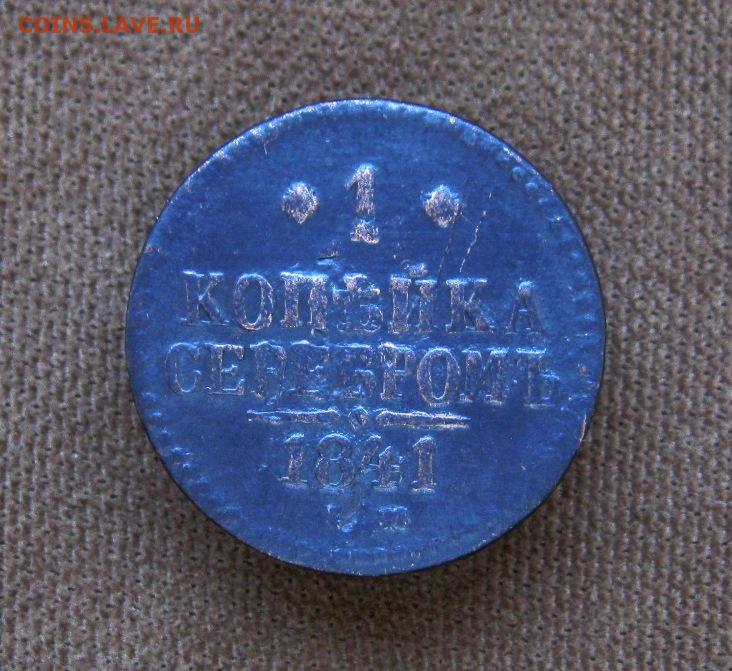 COINS.LAVE.RU
1
КОПѢЙКА
СЕРЕБРОМЪ
1841